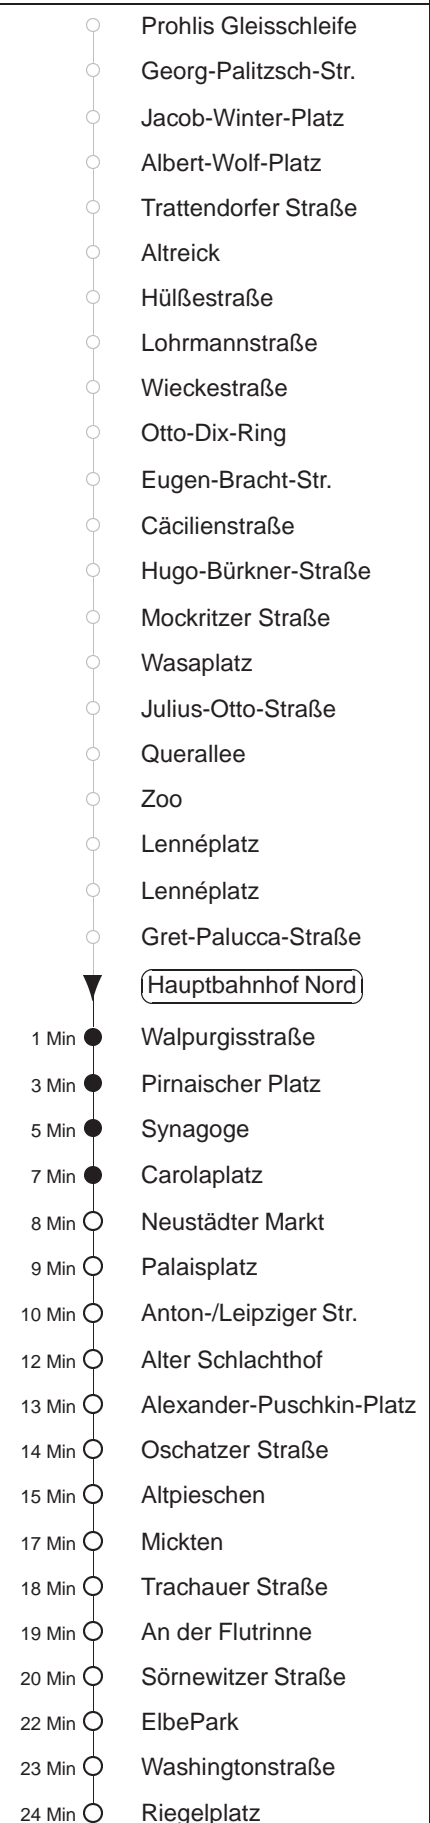 Prohlis Gleisschleife
Georg-Palitzsch-Str.
Jacob-Winter-Platz
Albert-Wolf-Platz
Trattendorfer Straße
Altreick
Hülßestraße
Lohrmannstraße
Wieckestraße
Otto-Dix-Ring
Eugen-Bracht-Str.
Cäcilienstraße
Hugo-Bürkner-Straße
Mockritzer Straße
Wasaplatz
Julius-Otto-Straße
Querallee
Zoo
Lennéplatz
Lennéplatz
Gret-Palucca-Straße
Hauptbahnhof Nord
1 Min Walpurgisstraße
3 Min Pirnaischer Platz
5 Min Synagoge
7 Min Carolaplatz
8 Min Neustädter Markt
9 Min Palaisplatz
10 Min Anton-/Leipziger Str.
12 Min Alter Schlachthof
13 Min Alexander-Puschkin-Platz
14 Min Oschatzer Straße
15 Min Altpieschen
17 Min Mickten
18 Min Trachauer Straße
19 Min An der Flutrinne
20 Min Sörnewitzer Straße
22 Min ElbePark
23 Min Washingtonstraße
24 Min Riegelplatz